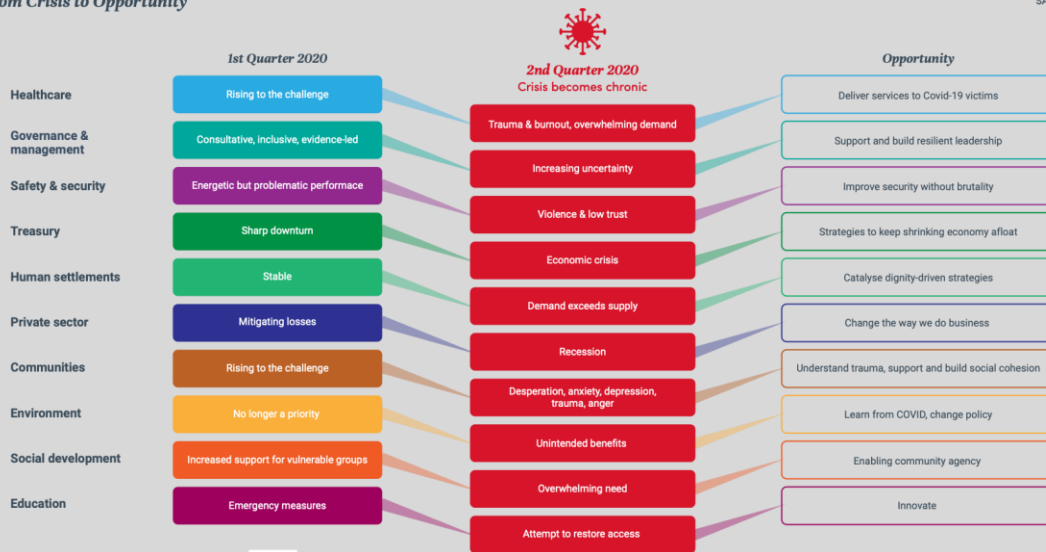 om Crisis to Opportunity
SA
1st Quarter 2020
2nd Quarter 2020
Crisis becomes chronic
Opportunity
Healthcare
Rising to the challenge
Trauma & burnout, overwhelming demand
Deliver services to Covid-19 victims
Governance &
management
Consultative, inclusive, evidence-led
Increasing uncertainty
Support and build resilient leadership
Safety & security
Energetic but problematic performace
Violence & low trust
Improve security without brutality
Treasury
Sharp downturn
Economic crisis
Strategies to keep shrinking economy afloat
Human settlements
Stable
Demand exceeds supply
Catalyse dignity-driven strategies
Private sector
Mitigating losses
Recession
Change the way we do business
Communities
Rising to the challenge
Desperation, anxiety, depression,
trauma, anger
Understand trauma, support and build social cohesion
Environment
No longer a priority
Unintended benefits
Learn from COVID, change policy
Social development
Increased support for vulnerable groups
Overwhelming need
Enabling community agency
Education
Emergency measures
Attempt to restore access
Innovate